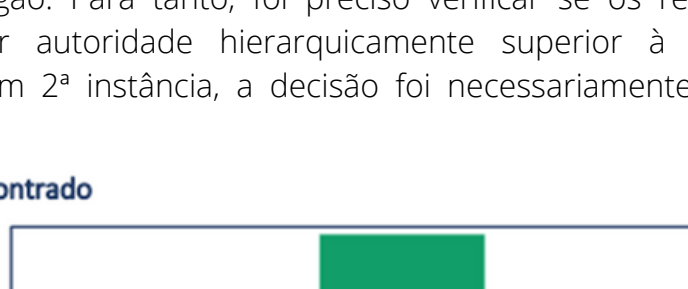 gão. Para tanto, foi preciso verificar se os re
r autoridade hierarquicamente superior à
m 2ª instância, a decisão foi necessariamente
ontrado